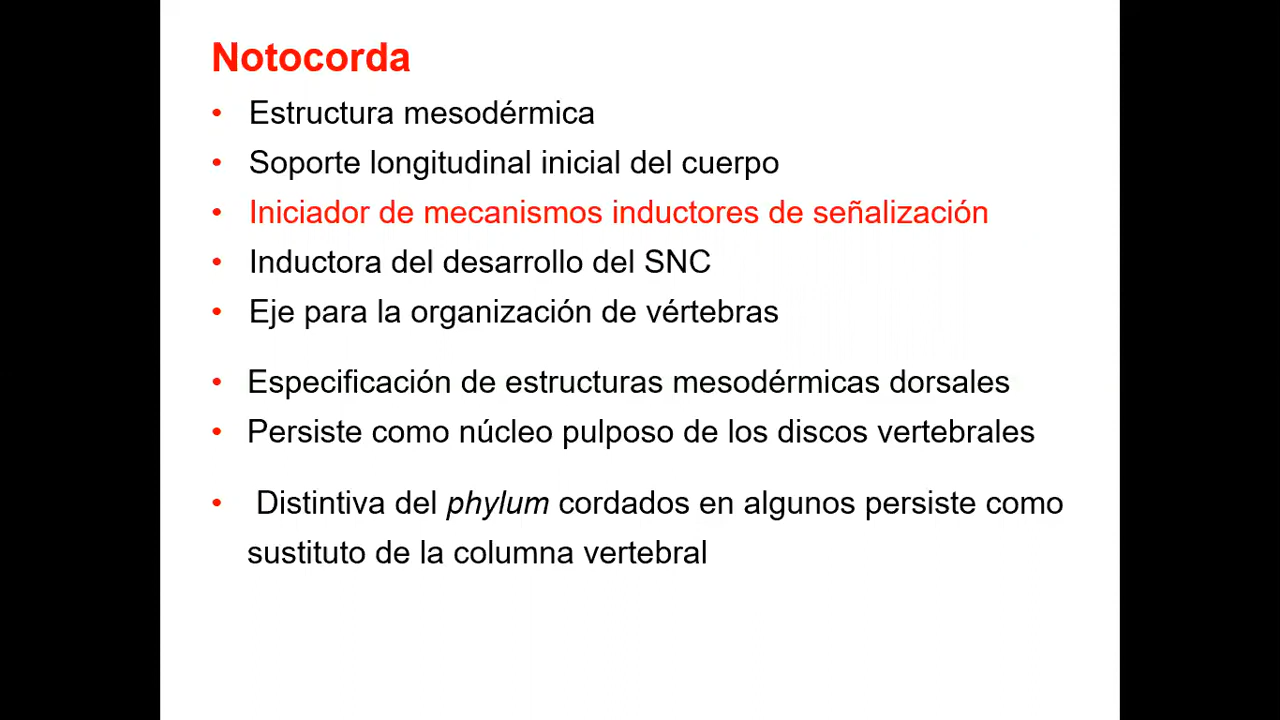 Notocorda
• Estructura mesodérmica
• Soporte longitudinal inicial del cuerpo
• Iniciador de mecanismos inductores de señalización
• Inductora del desarrollo del SNC
• Eje para la organización de vértebras
• Especificación de estructuras mesodérmicas dorsales
• Persiste como núcleo pulposo de los discos vertebrales
• Distintiva del phylum cordados en algunos persiste como
sustituto de la columna vertebral